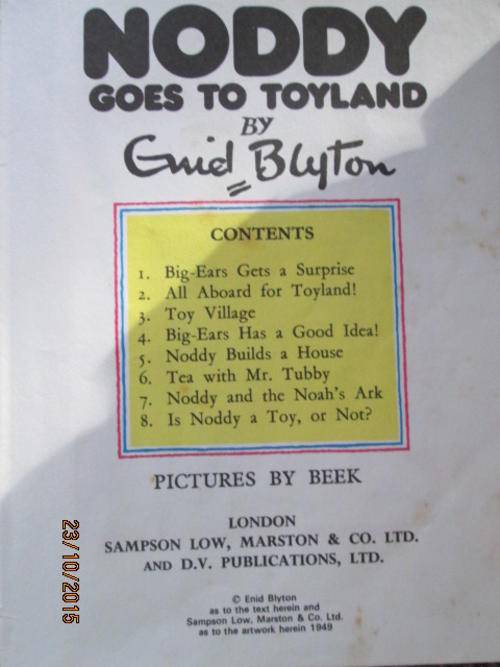 NODDY
GOES TO TOYLAND
BY
Enid Blyton
CONTENTS
1. Big-Ears Gets a Surprise
2. All Aboard for Toyland!
3. Toy Village
4. Big-Ears Has a Good Idea!
5. Noddy Builds a House
6. Tea with Mr. Tubby
7. Noddy and the Noah's Ark
8. Is Noddy a Toy, or Not?
PICTURES BY BEEK
LONDON
SAMPSON LOW, MARSTON & CO. LTD.
AND D.V. PUBLICATIONS, LTD.
© Enid Blyton
as to the text herein and
Sampson Low, Marston & Co. Ltd.
as to the artwork herein 1949
23/10/2015